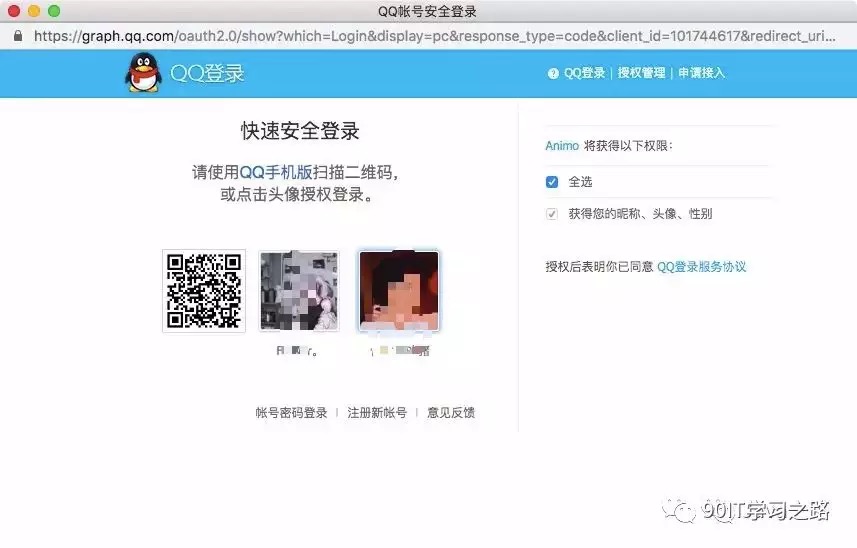 QQ帐号安全登录
https://graph.qq.com/oauth2.0/show?which=Login&display=pc&response_type=code&client_id=101744617&redirect_uri...
QQ登录
QQ登录 | 授权管理 | 申请接入
快速安全登录
请使用QQ手机版扫描二维码，
或点击头像授权登录。
帐号密码登录 | 注册新帐号 | 意见反馈
Animo 将获得以下权限：
全选
获得您的昵称、头像、性别
授权后表明你已同意 QQ登录服务协议
90IT学习之路